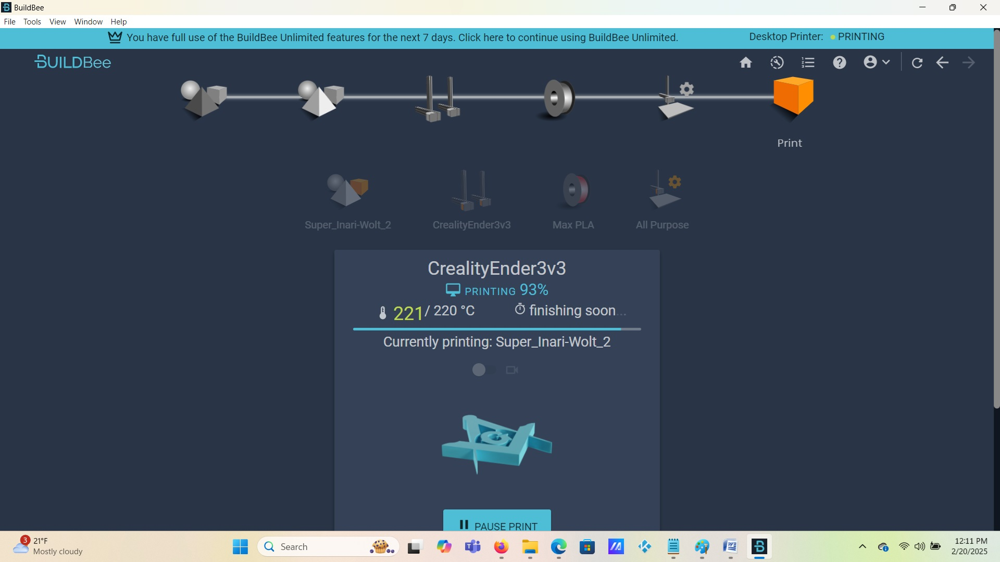 BuildBee
File Tools View Window Help
You have full use of the BuildBee Unlimited features for the next 7 days. Click here to continue using BuildBee Unlimited.
Desktop Printer: PRINTING
BUILDBee
Print
Super_Inari-Wolt_2
CrealityEnder3v3
Max PLA
All Purpose
CrealityEnder3v3
PRINTING 93%
221 / 220 °C
finishing soon...
Currently printing: Super_Inari-Wolt_2
PAUSE PRINT
3
21°F
Mostly cloudy
Search
12:11 PM
2/20/2025